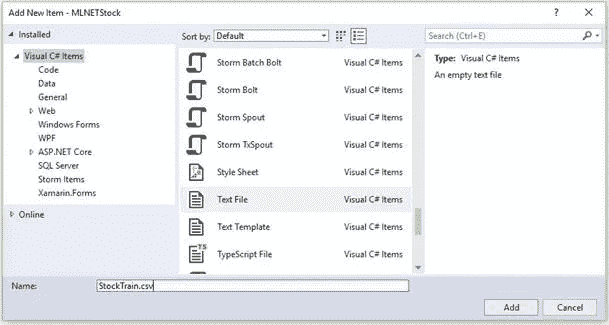 Add New Item - MLNETStock
?
Installed
Sort by: Default
Search (Ctrl+E)
Visual C# Items
Code
Data
General
Web
Windows Forms
WPF
ASP.NET Core
SQL Server
Storm Items
Xamarin.Forms
Online
Storm Batch Bolt Visual C# Items
Storm Bolt Visual C# Items
Storm Spout Visual C# Items
Storm TxSpout Visual C# Items
Style Sheet Visual C# Items
Text File Visual C# Items
Text Template Visual C# Items
TS
TypeScript File Visual C# Items
Type: Visual C# Items
An empty text file
Name: StockTrain.csv
Add Cancel